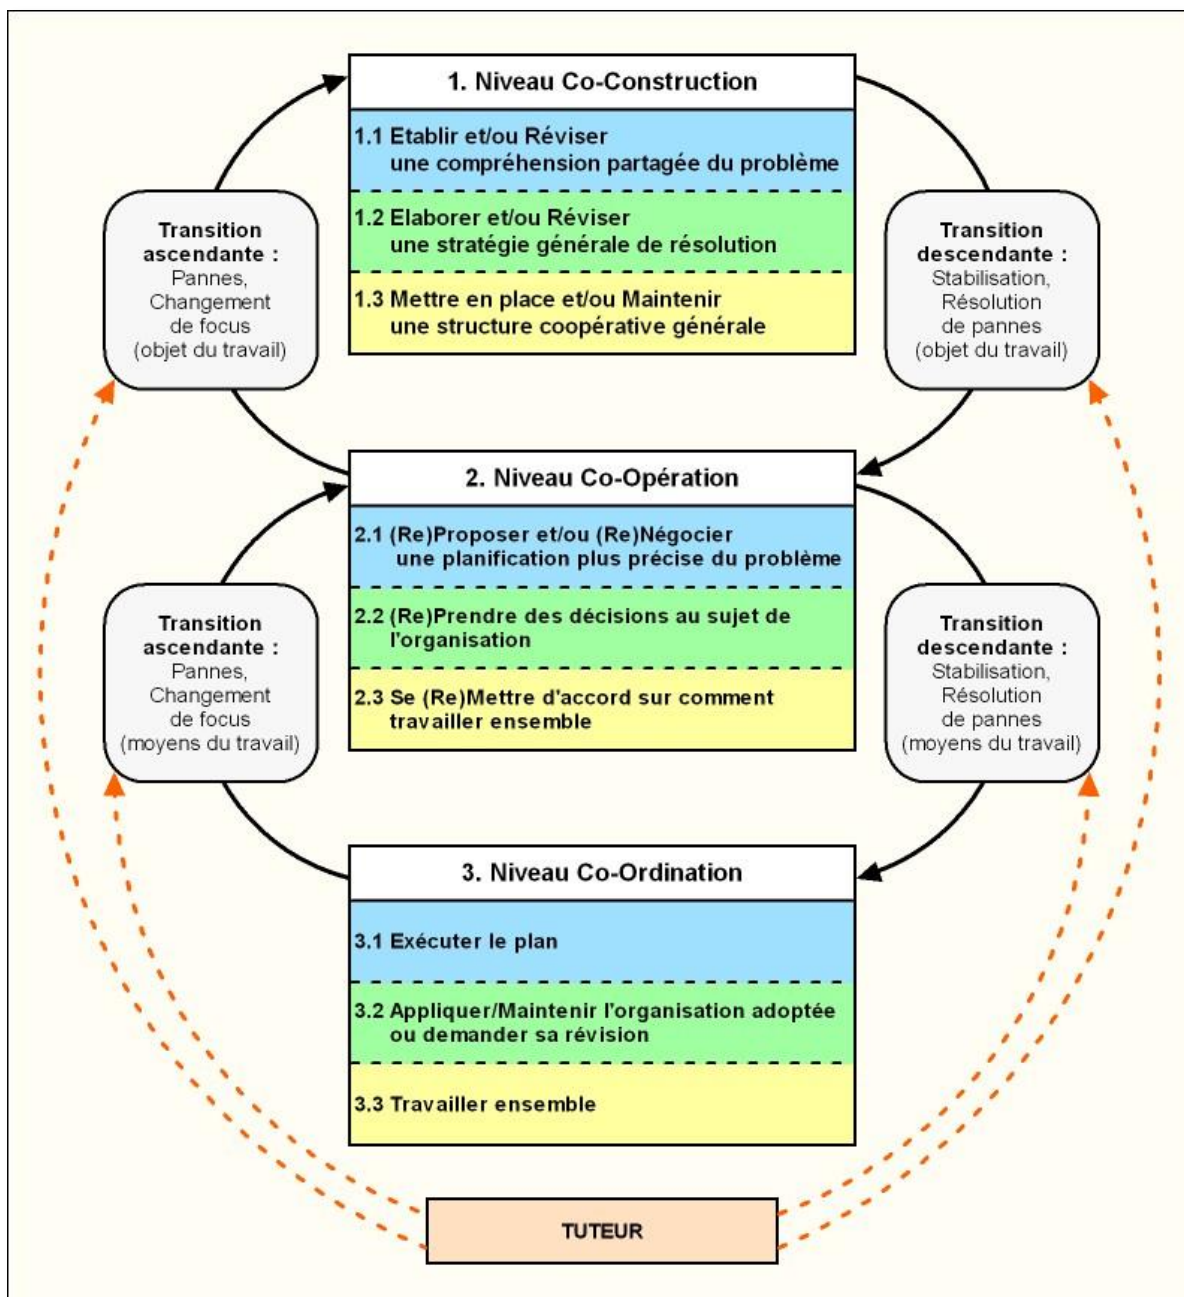 1. Niveau Co-Construction
1.1 Etablir et/ou Réviser
une compréhension partagée du problème
1.2 Elaborer et/ou Réviser
une stratégie générale de résolution
1.3 Mettre en place et/ou Maintenir
une structure coopérative générale
Transition
ascendante :
Pannes,
Changement
de focus
(objet du travail)
Transition
descendante :
Stabilisation,
Résolution
de pannes
(objet du travail)
2. Niveau Co-Opération
2.1 (Re)Proposer et/ou (Re)Négocier
une planification plus précise du problème
2.2 (Re)Prendre des décisions au sujet de
l'organisation
2.3 Se (Re)Mettre d'accord sur comment
travailler ensemble
Transition
ascendante :
Pannes,
Changement
de focus
(moyens du travail)
Transition
descendante :
Stabilisation,
Résolution
de pannes
(moyens du travail)
3. Niveau Co-Ordination
3.1 Exécuter le plan
3.2 Appliquer/Maintenir l'organisation adoptée
ou demander sa révision
3.3 Travailler ensemble
TUTEUR